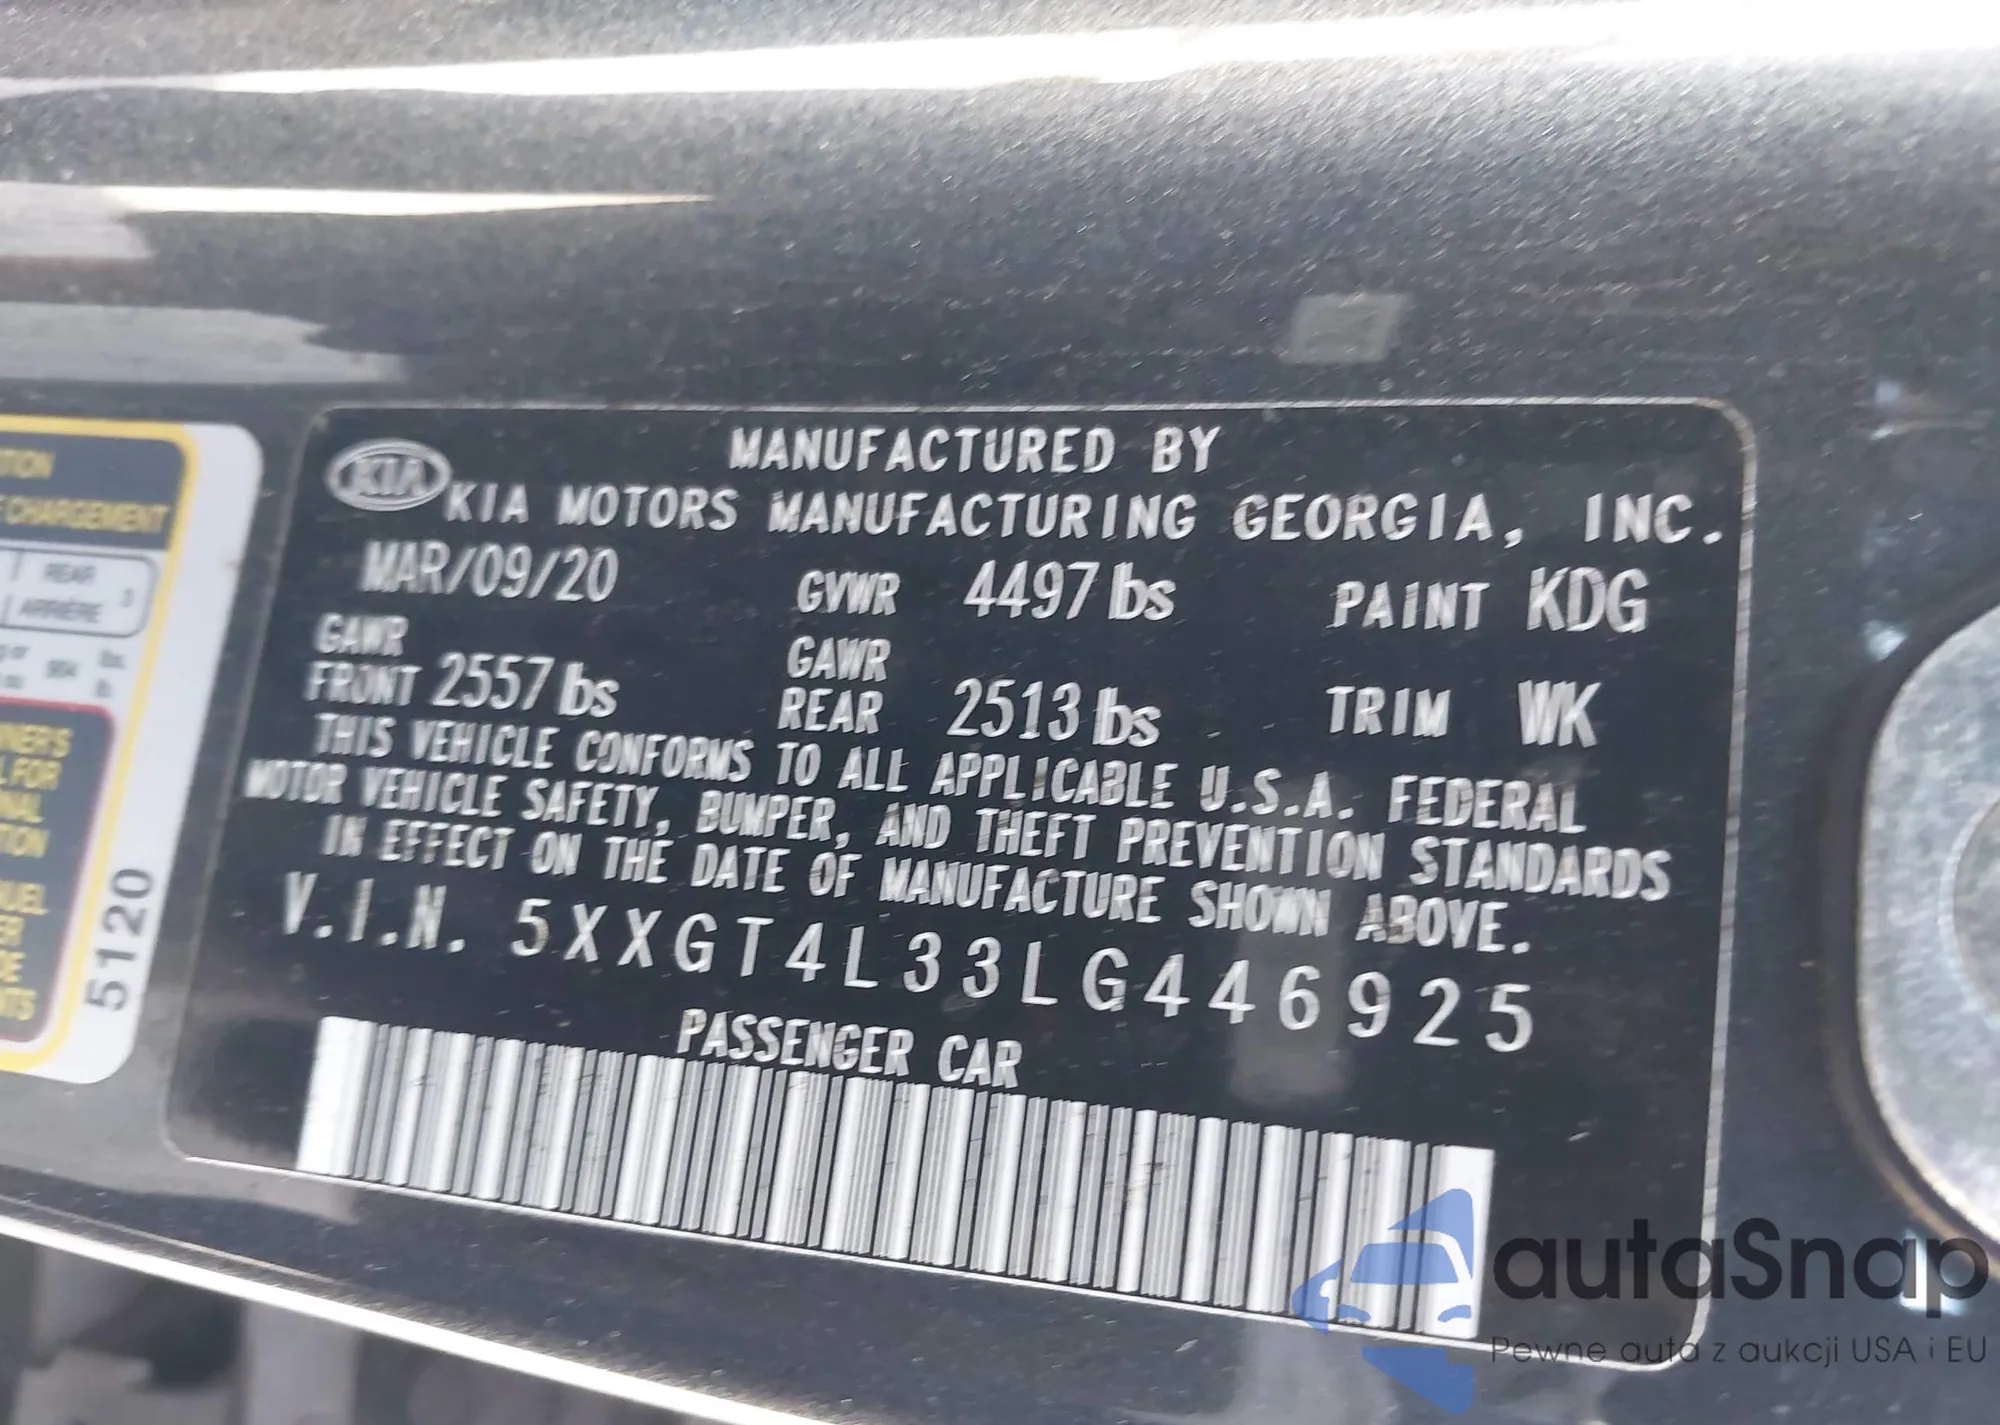 MANUFACTURED BY
KIA KIA MOTORS MANUFACTURING GEORGIA, INC.
MAR/09/20 GVWR 4497 lbs PAINT KDG
GAWR FRONT 2557 lbs GAWR REAR 2513 lbs TRIM WK
THIS VEHICLE CONFORMS TO ALL APPLICABLE U.S.A. FEDERAL
MOTOR VEHICLE SAFETY, BUMPER, AND THEFT PREVENTION STANDARDS
IN EFFECT ON THE DATE OF MANUFACTURE SHOWN ABOVE.
V.I.N. 5XXGT4L33LG446925
PASSENGER CAR
CHARGEMENT
REAR
ARRIÈRE
5120
autaSnap
Pewne auta z aukcji USA i EU